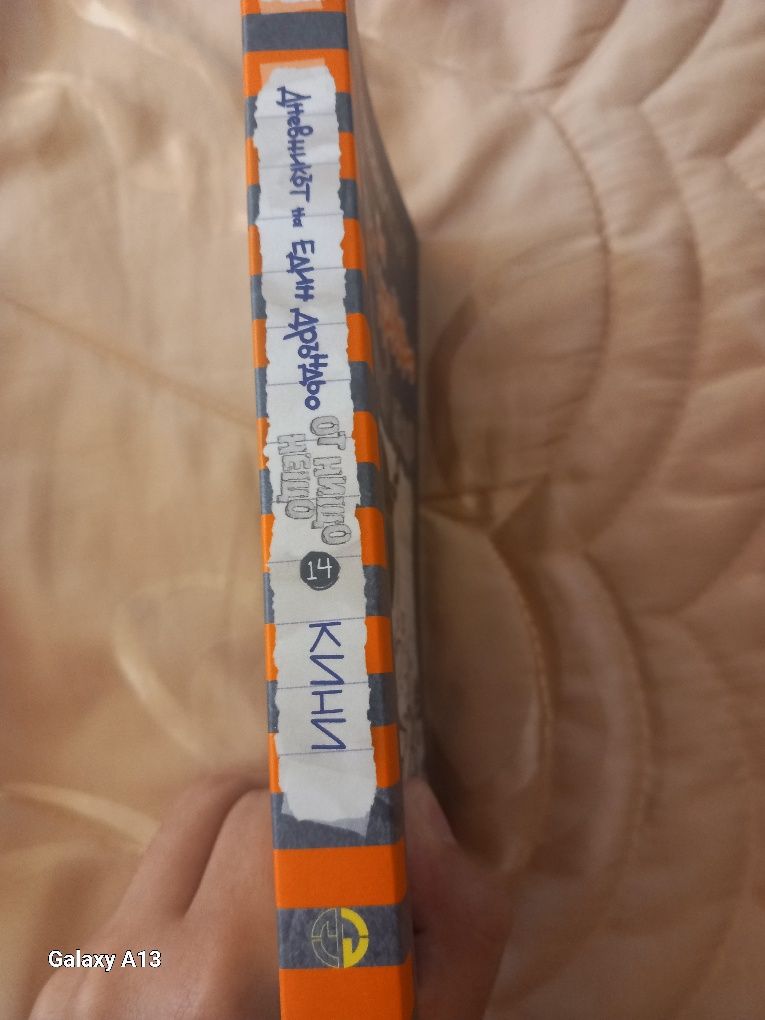 Дневникът на ЕДИН ДРЪНДЬО
ОТ НИЩО
НЕЩО
14
КИНИ
Galaxy A13